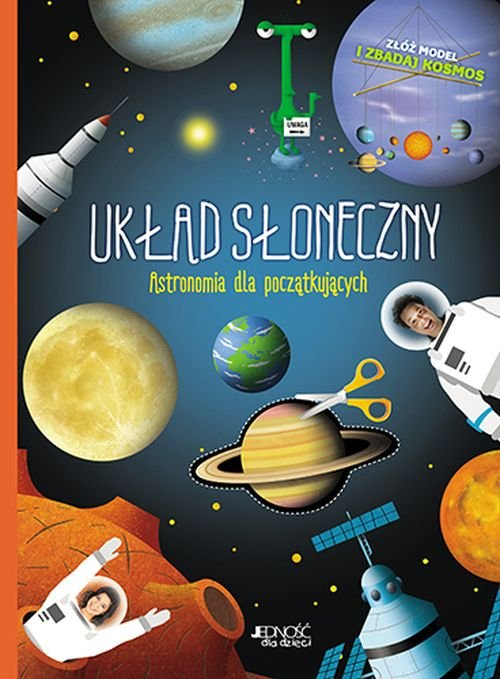 ZŁÓŻ MODEL
I ZBADAJ KOSMOS
UWAGA
UKŁAD SŁONECZNY
Astronomia dla początkujących
JEDNOŚĆ
dla dzieci